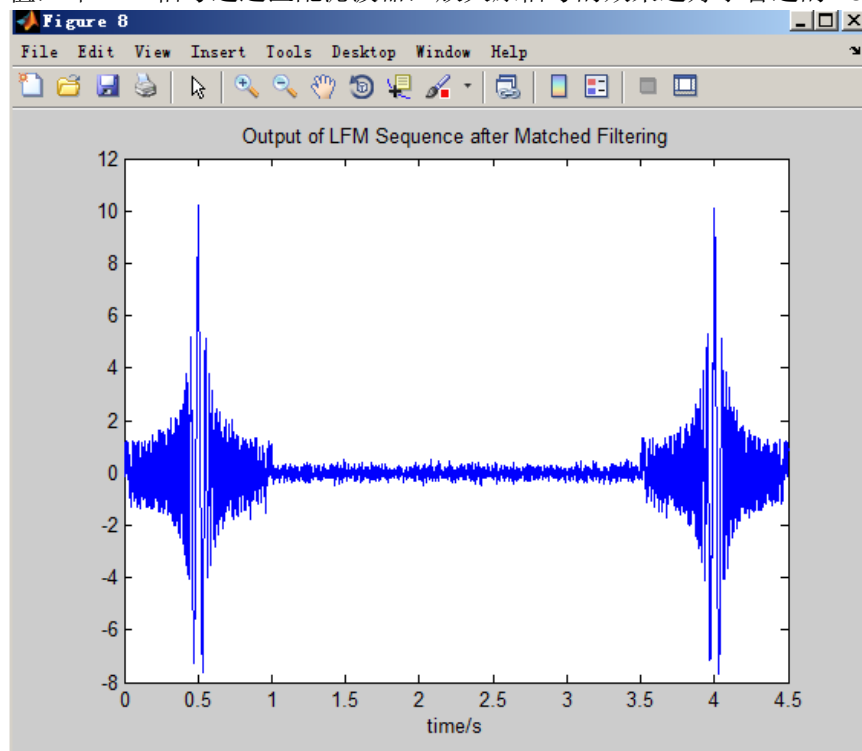 Figure 8
File Edit View Insert Tools Desktop Window Help
Output of LFM Sequence after Matched Filtering
12
10
8
6
4
2
0
-2
-4
-6
-8
0 0.5 1 1.5 2 2.5 3 3.5 4 4.5
time/s